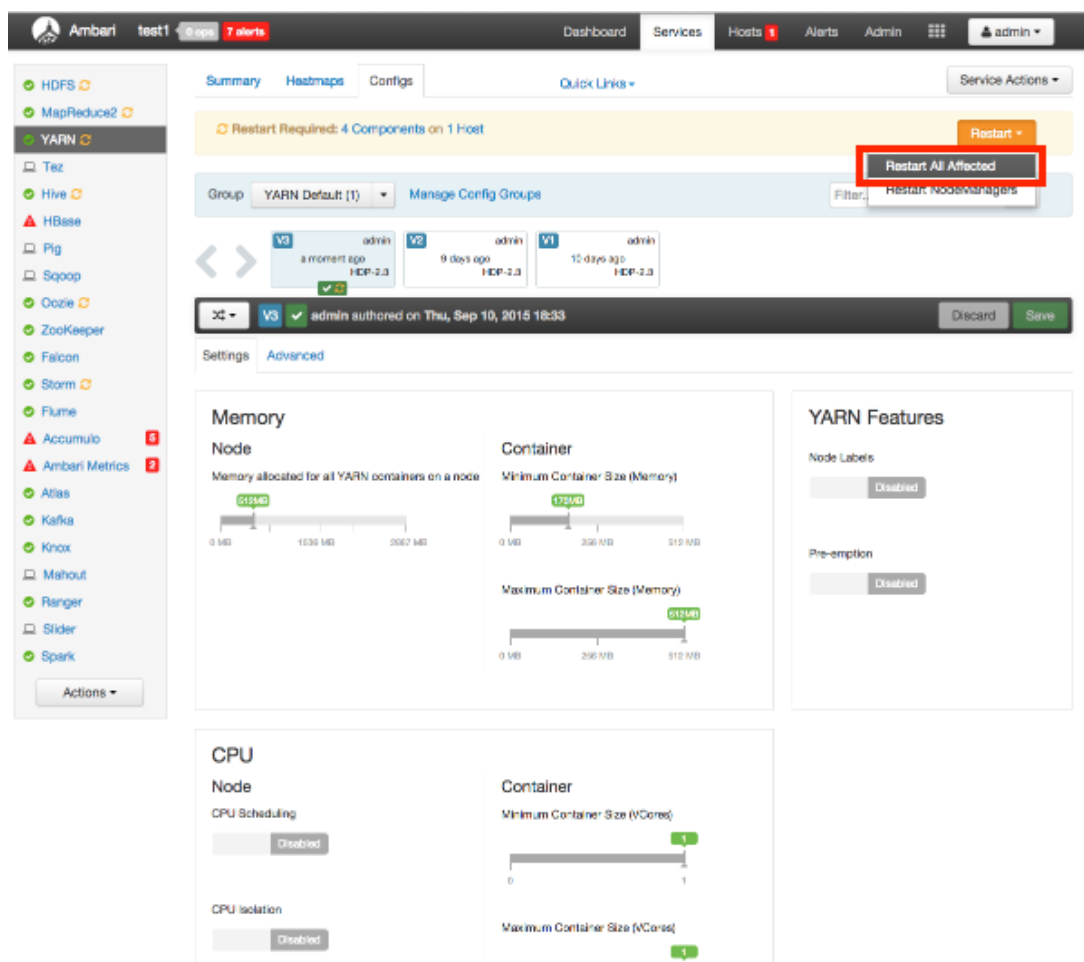 Ambari test1 0 ops 7 alerts Dashboard Services Hosts 1 Alerts Admin admin
HDFS
MapReduce2
YARN
Tez
Hive
HBase
Pig
Sqoop
Oozie
ZooKeeper
Falcon
Storm
Flume
Accumulo 5
Ambari Metrics 2
Atlas
Kafka
Knox
Mahout
Ranger
Slider
Spark
Actions
Summary Heatmaps Configs Quick Links Service Actions
Restart Required: 4 Components on 1 Host Restart
Restart All Affected
Restart NodeManagers
Group YARN Default (1) Manage Config Groups Filter...
V3 admin
a moment ago
HDP-2.3
V2 admin
9 days ago
HDP-2.3
V1 admin
10 days ago
HDP-2.3
V3 admin authored on Thu, Sep 10, 2015 18:33 Discard Save
Settings Advanced
Memory
Node
Memory allocated for all YARN containers on a node
512MB
0 MB 1536 MB
Container
Minimum Container Size (Memory)
0 MB 256 MB 512 MB
Maximum Container Size (Memory)
512MB
0 MB 256 MB 512 MB
YARN Features
Node Labels
Disabled
Pre-emption
Disabled
CPU
Node
CPU Scheduling
Disabled
CPU Isolation
Disabled
Container
Minimum Container Size (VCores)
1
0 1
Maximum Container Size (VCores)
1